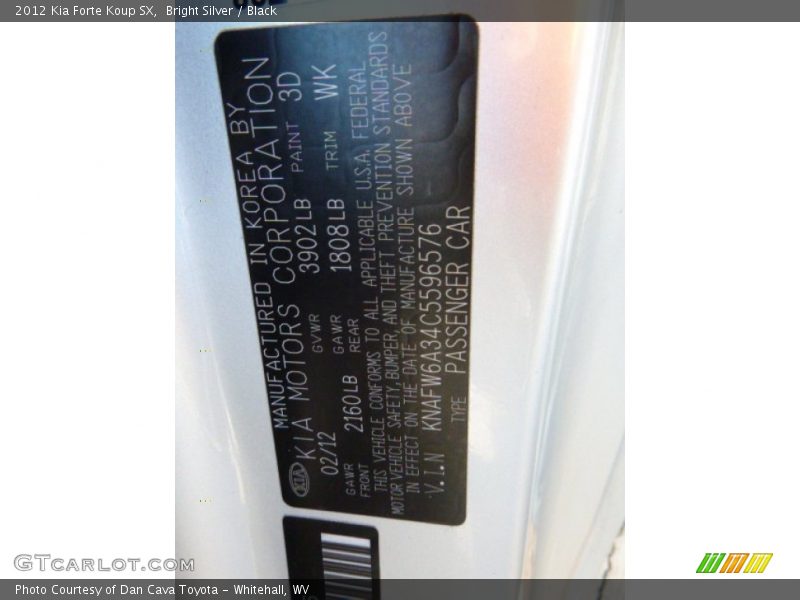 2012 Kia Forte Koup SX,  Bright Silver / Black
MANUFACTURED IN KOREA BY
KIA KIA MOTORS CORPORATION
02/12 GVWR 3902LB PAINT 3D
GAWR FRONT 2160LB GAWR REAR 1808LB TRIM WK
THIS VEHICLE CONFORMS TO ALL APPLICABLE U.S.A. FEDERAL
MOTOR VEHICLE SAFETY, BUMPER, AND THEFT PREVENTION STANDARDS
IN EFFECT ON THE DATE OF MANUFACTURE SHOWN ABOVE
V.I.N KNAFW6A34C5596576
TYPE PASSENGER CAR
GTcarlot.com
Photo Courtesy of Dan Cava Toyota - Whitehall, WV